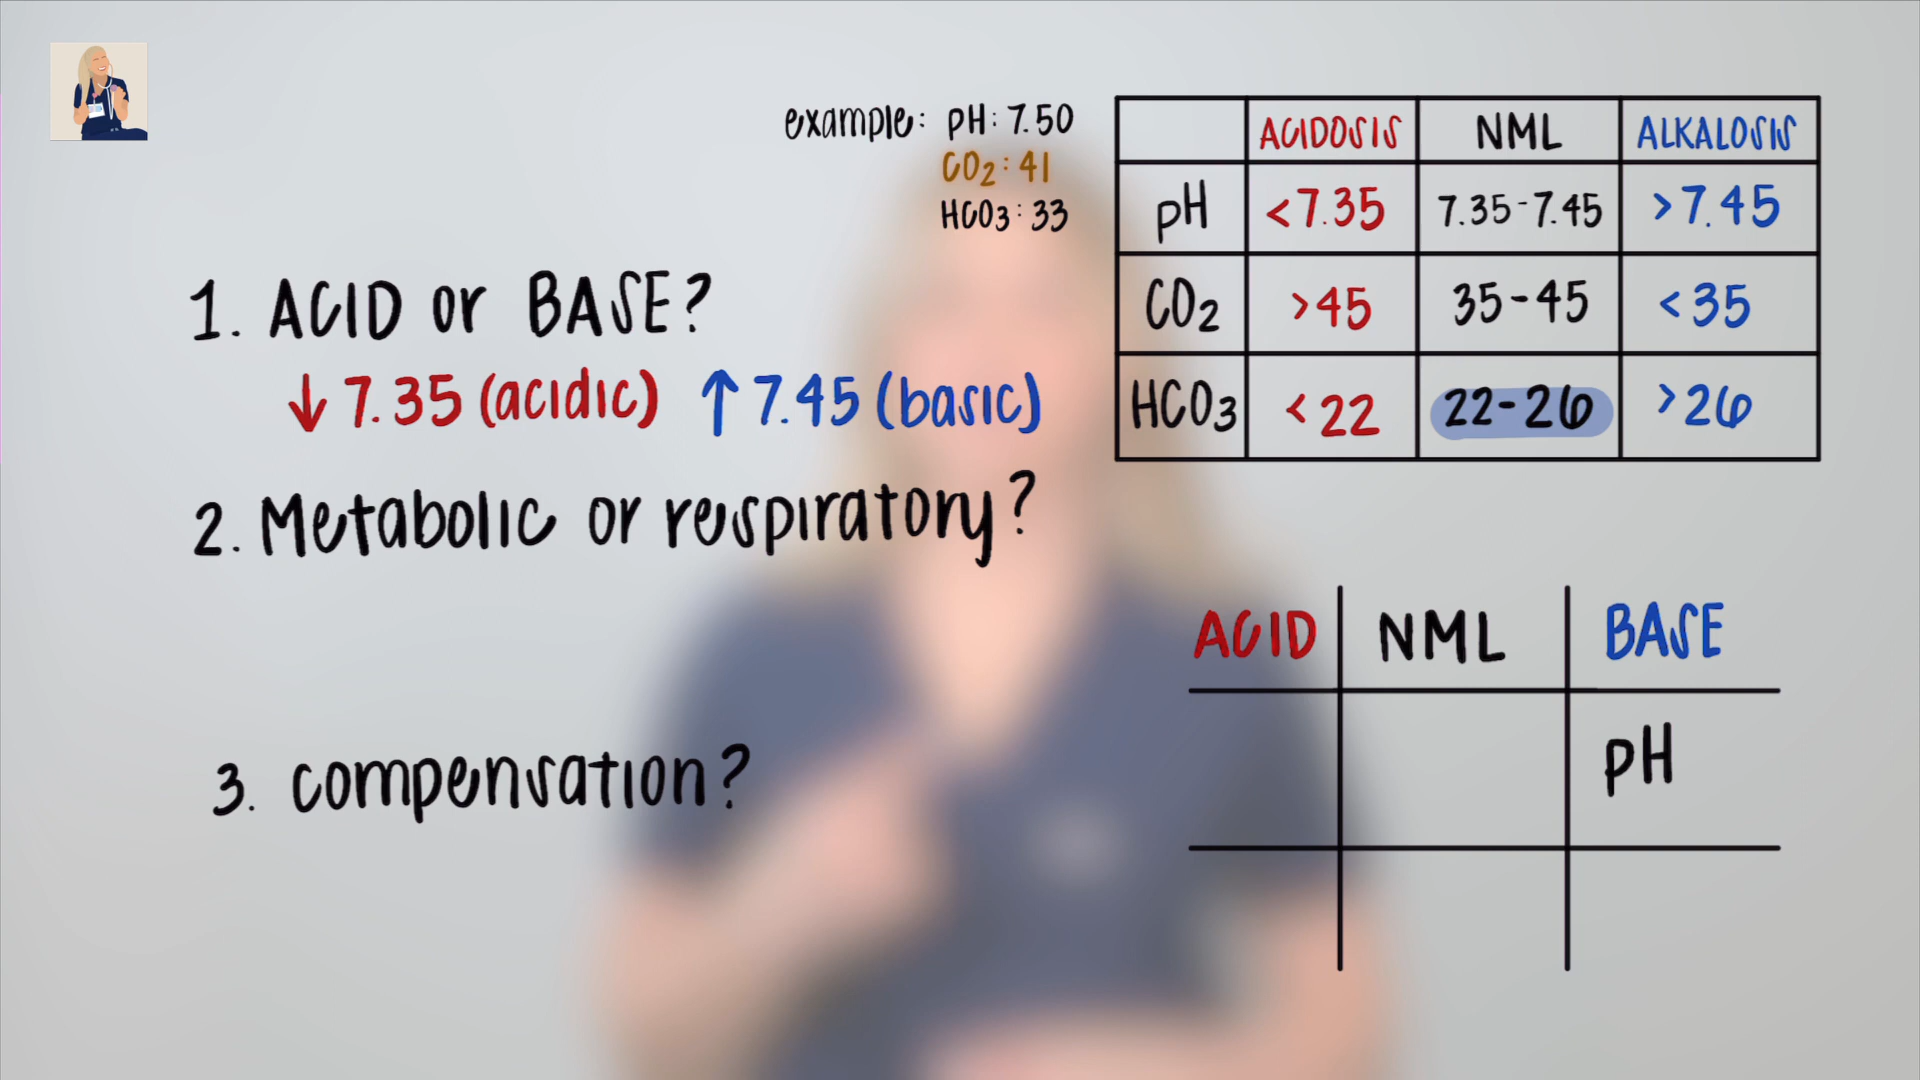 example: pH: 7.50
CO₂: 41
HCO₃: 33
1. ACID or BASE?
↓ 7.35 (acidic) ↑ 7.45 (basic)
2. Metabolic or respiratory?
3. compensation?
ACIDOSIS NML ALKALOSIS
pH <7.35 7.35-7.45 >7.45
CO₂ >45 35-45 <35
HCO₃ <22 22-26 >26
ACID NML BASE
pH